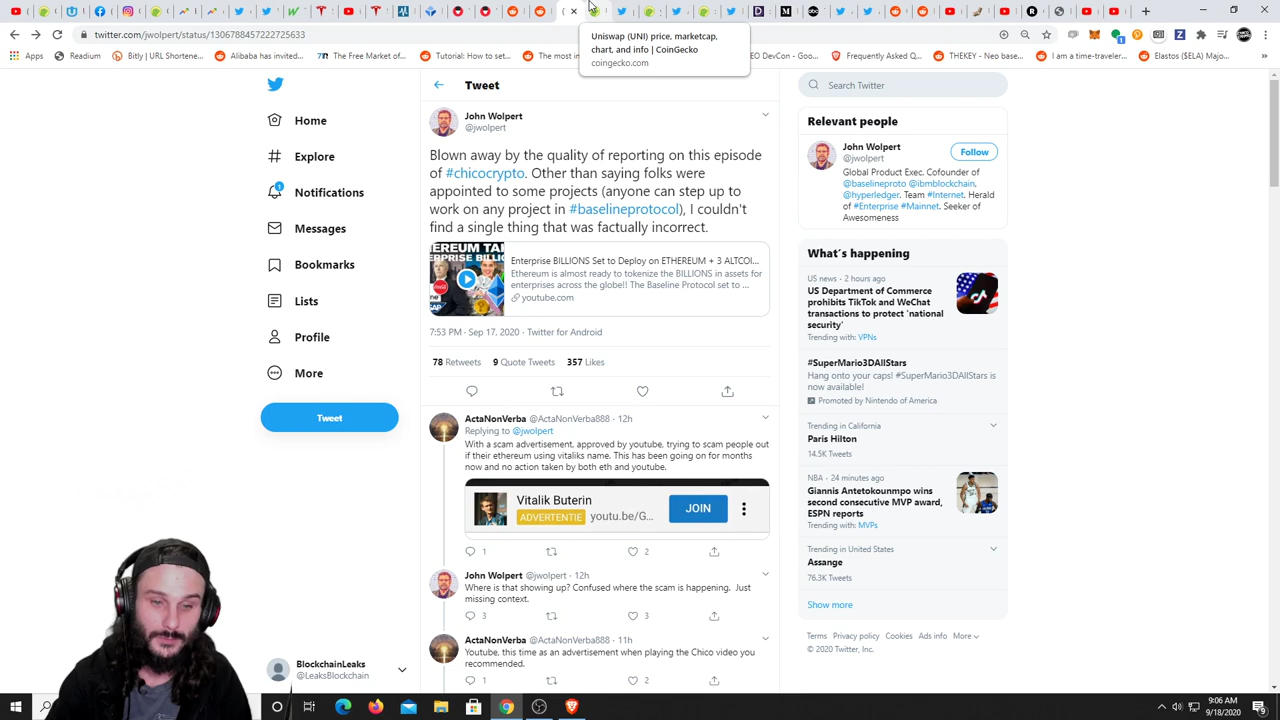 twitter.com/jwolpert/status/1306788457222725633
Readium
Bitly | URL Shortene...
Alibaba has involved...
The Free Market of...
Tutorial: How to set...
The most in
EO DevCon - Goo...
Frequently Asked Q...
THEKEY - Neo base...
I am a time-traveler...
Elastos ($ELA) Majo...
Uniswap (UNI) price, marketcap,
chart, and info | CoinGecko
coingecko.com
Home
Explore
Notifications
Messages
Bookmarks
Lists
Profile
More
Tweet
BlockchainLeaks
@LeaksBlockchain
Tweet
John Wolpert
@jwolpert
Blown away by the quality of reporting on this episode
of #chicocrypto. Other than saying folks were
appointed to some projects (anyone can step up to
work on any project in #baselineprotocol), I couldn't
find a single thing that was factually incorrect.
EREUM TA
ERPRISE BILLI
Enterprise BILLIONS Set to Deploy on ETHEREUM + 3 ALTCOI...
Ethereum is almost ready to tokenize the BILLIONS in assets for
enterprises across the globe!! The Baseline Protocol set to ...
youtube.com
7:53 PM · Sep 17, 2020 · Twitter for Android
78 Retweets 9 Quote Tweets 357 Likes
ActaNonVerba @ActaNonVerba888 · 12h
Replying to @jwolpert
With a scam advertisement, approved by youtube, trying to scam people out
if their ethereum using vitaliks name. This has been going on for months
now and no action taken by both eth and youtube.
Vitalik Buterin
ADVERTENTIE youtu.be/G...
JOIN
1 2
John Wolpert @jwolpert · 12h
Where is that showing up? Confused where the scam is happening. Just
missing context.
3 3
ActaNonVerba @ActaNonVerba888 · 11h
Youtube, this time as an advertisement when playing the Chico video you
recommended.
1 2
Search Twitter
Relevant people
John Wolpert
@jwolpert
Follow
Global Product Exec. Cofounder of
@baselineproto @ibmblockchain,
@hyperledger. Team #Internet. Herald
of #Enterprise #Mainnet. Seeker of
Awesomeness
What's happening
US news · 2 hours ago
US Department of Commerce
prohibits TikTok and WeChat
transactions to protect 'national
security'
Trending with: VPNs
#SuperMario3DAllStars
Hang onto your caps! #SuperMario3DAllStars is
now available!
Promoted by Nintendo of America
Trending in California
Paris Hilton
14.5K Tweets
NBA · 24 minutes ago
Giannis Antetokounmpo wins
second consecutive MVP award,
ESPN reports
Trending with: MVPs
Trending in United States
Assange
76.3K Tweets
Show more
Terms Privacy policy Cookies Ads info More
© 2020 Twitter, Inc.
9:06 AM
9/18/2020